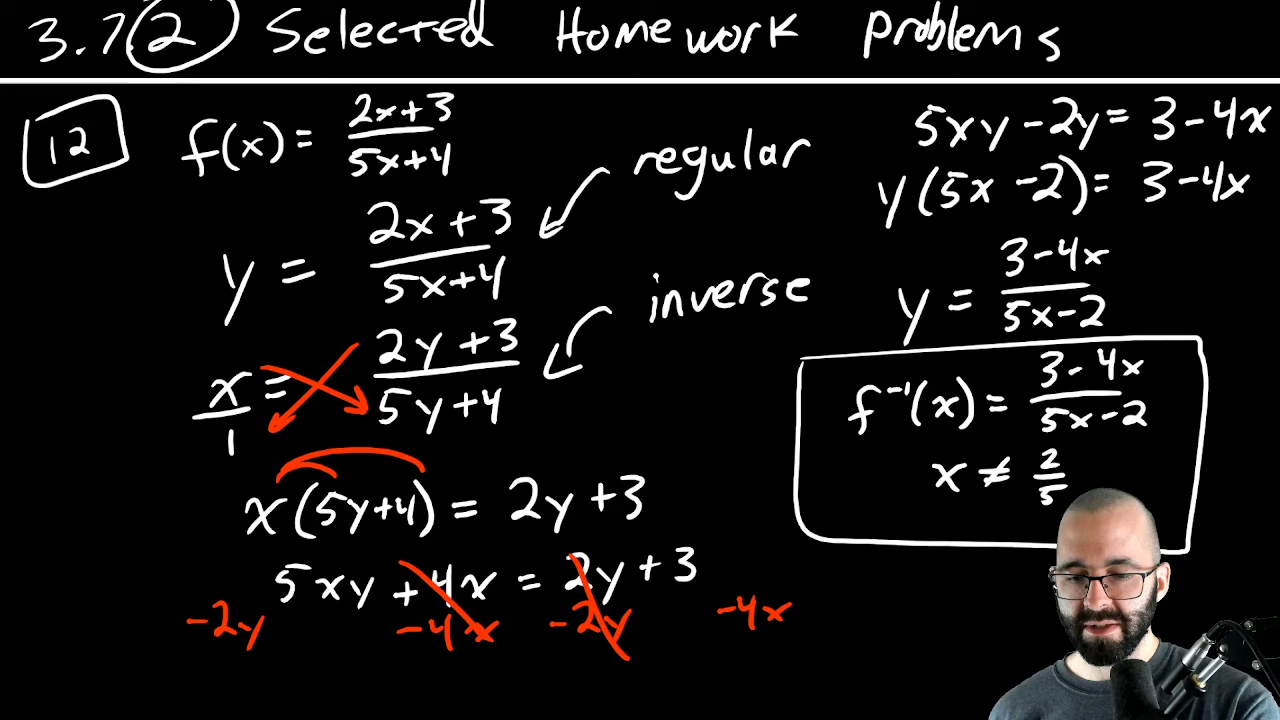 3.7.2 Selected Homework Problems
12 f(x) = (2x+3)/(5x+4)
y = (2x+3)/(5x+4) regular
x/1 = (2y+3)/(5y+4) inverse
x(5y+4) = 2y+3
5xy + 4x = 2y + 3
-2y -4x -2y -4x
5xy - 2y = 3 - 4x
y(5x - 2) = 3 - 4x
y = (3 - 4x)/(5x - 2)
f⁻¹(x) = (3 - 4x)/(5x - 2)
x ≠ 2/5